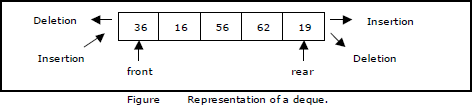 Deletion 36 16 56 62 19 Insertion
Insertion Deletion
front rear
Figure Representation of a deque.